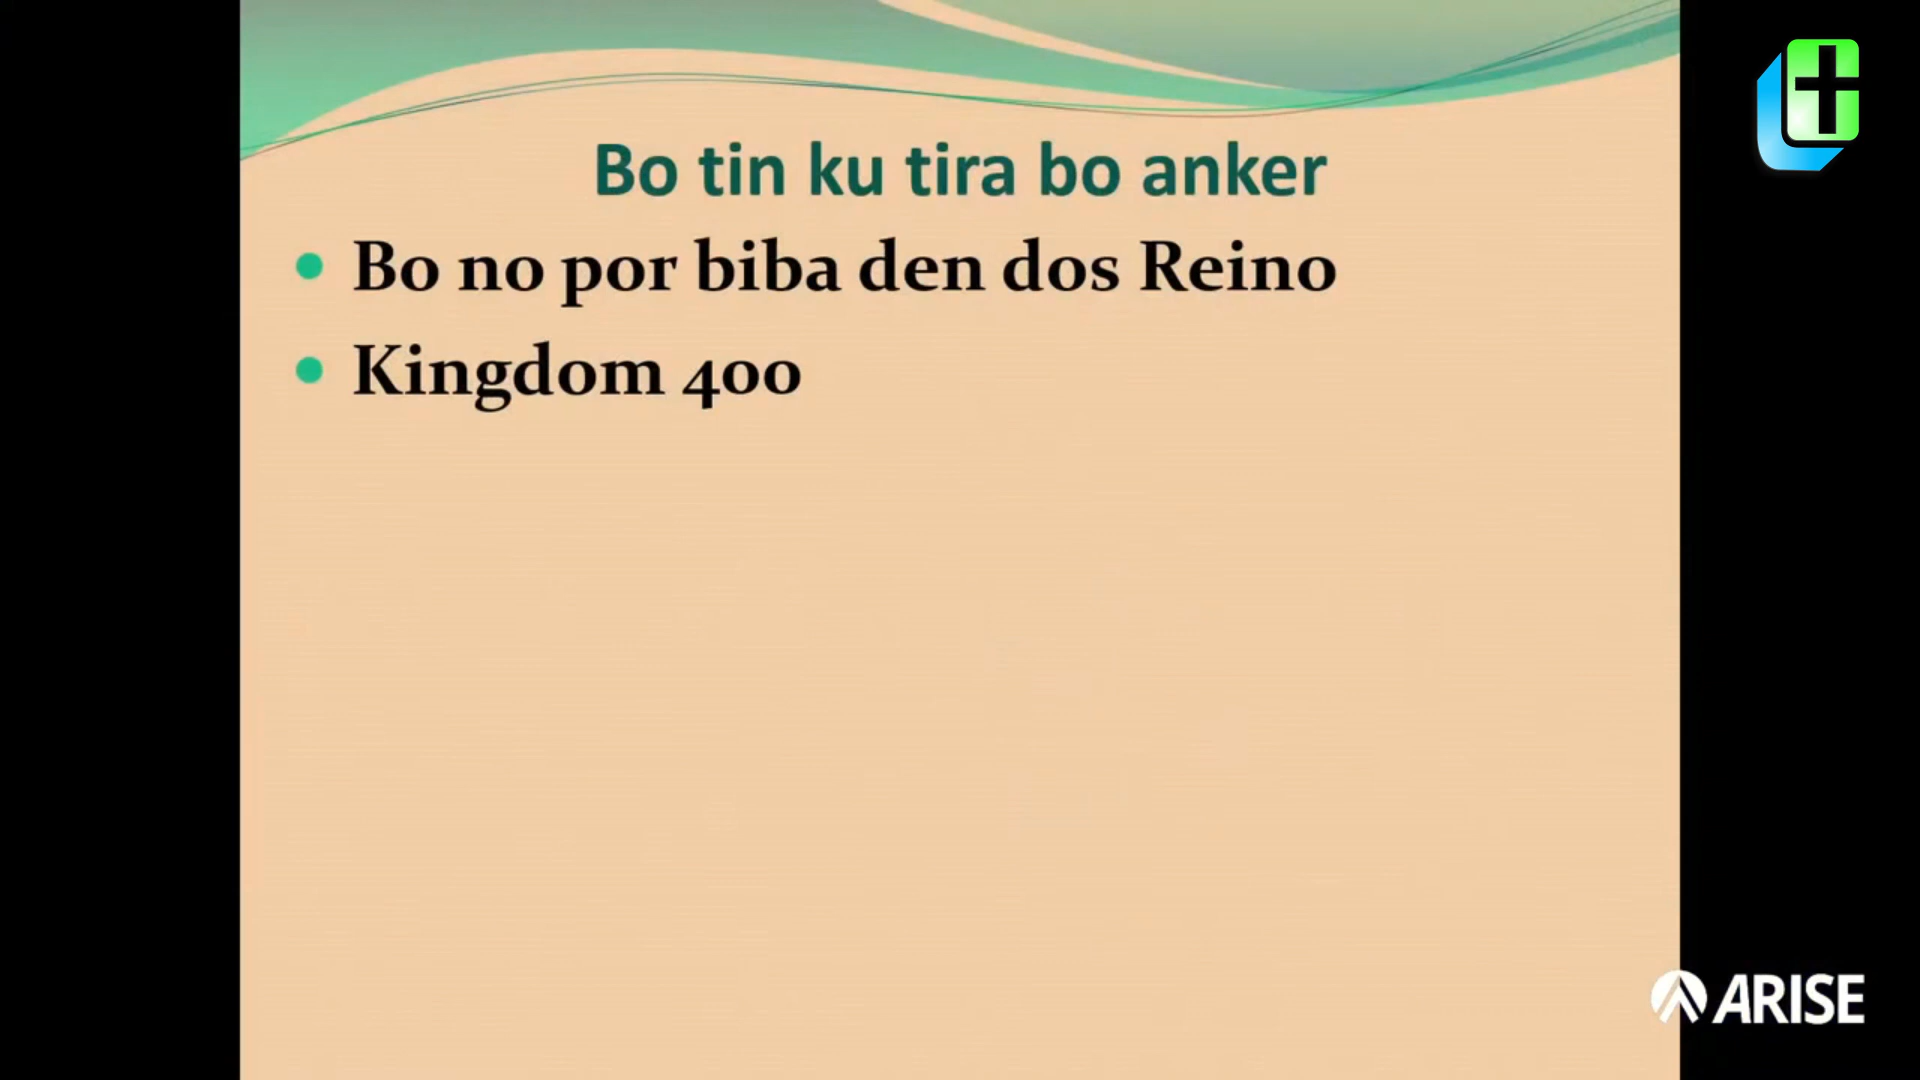 Bo tin ku tira bo anker
Bo no por biba den dos Reino
Kingdom 400
ARISE